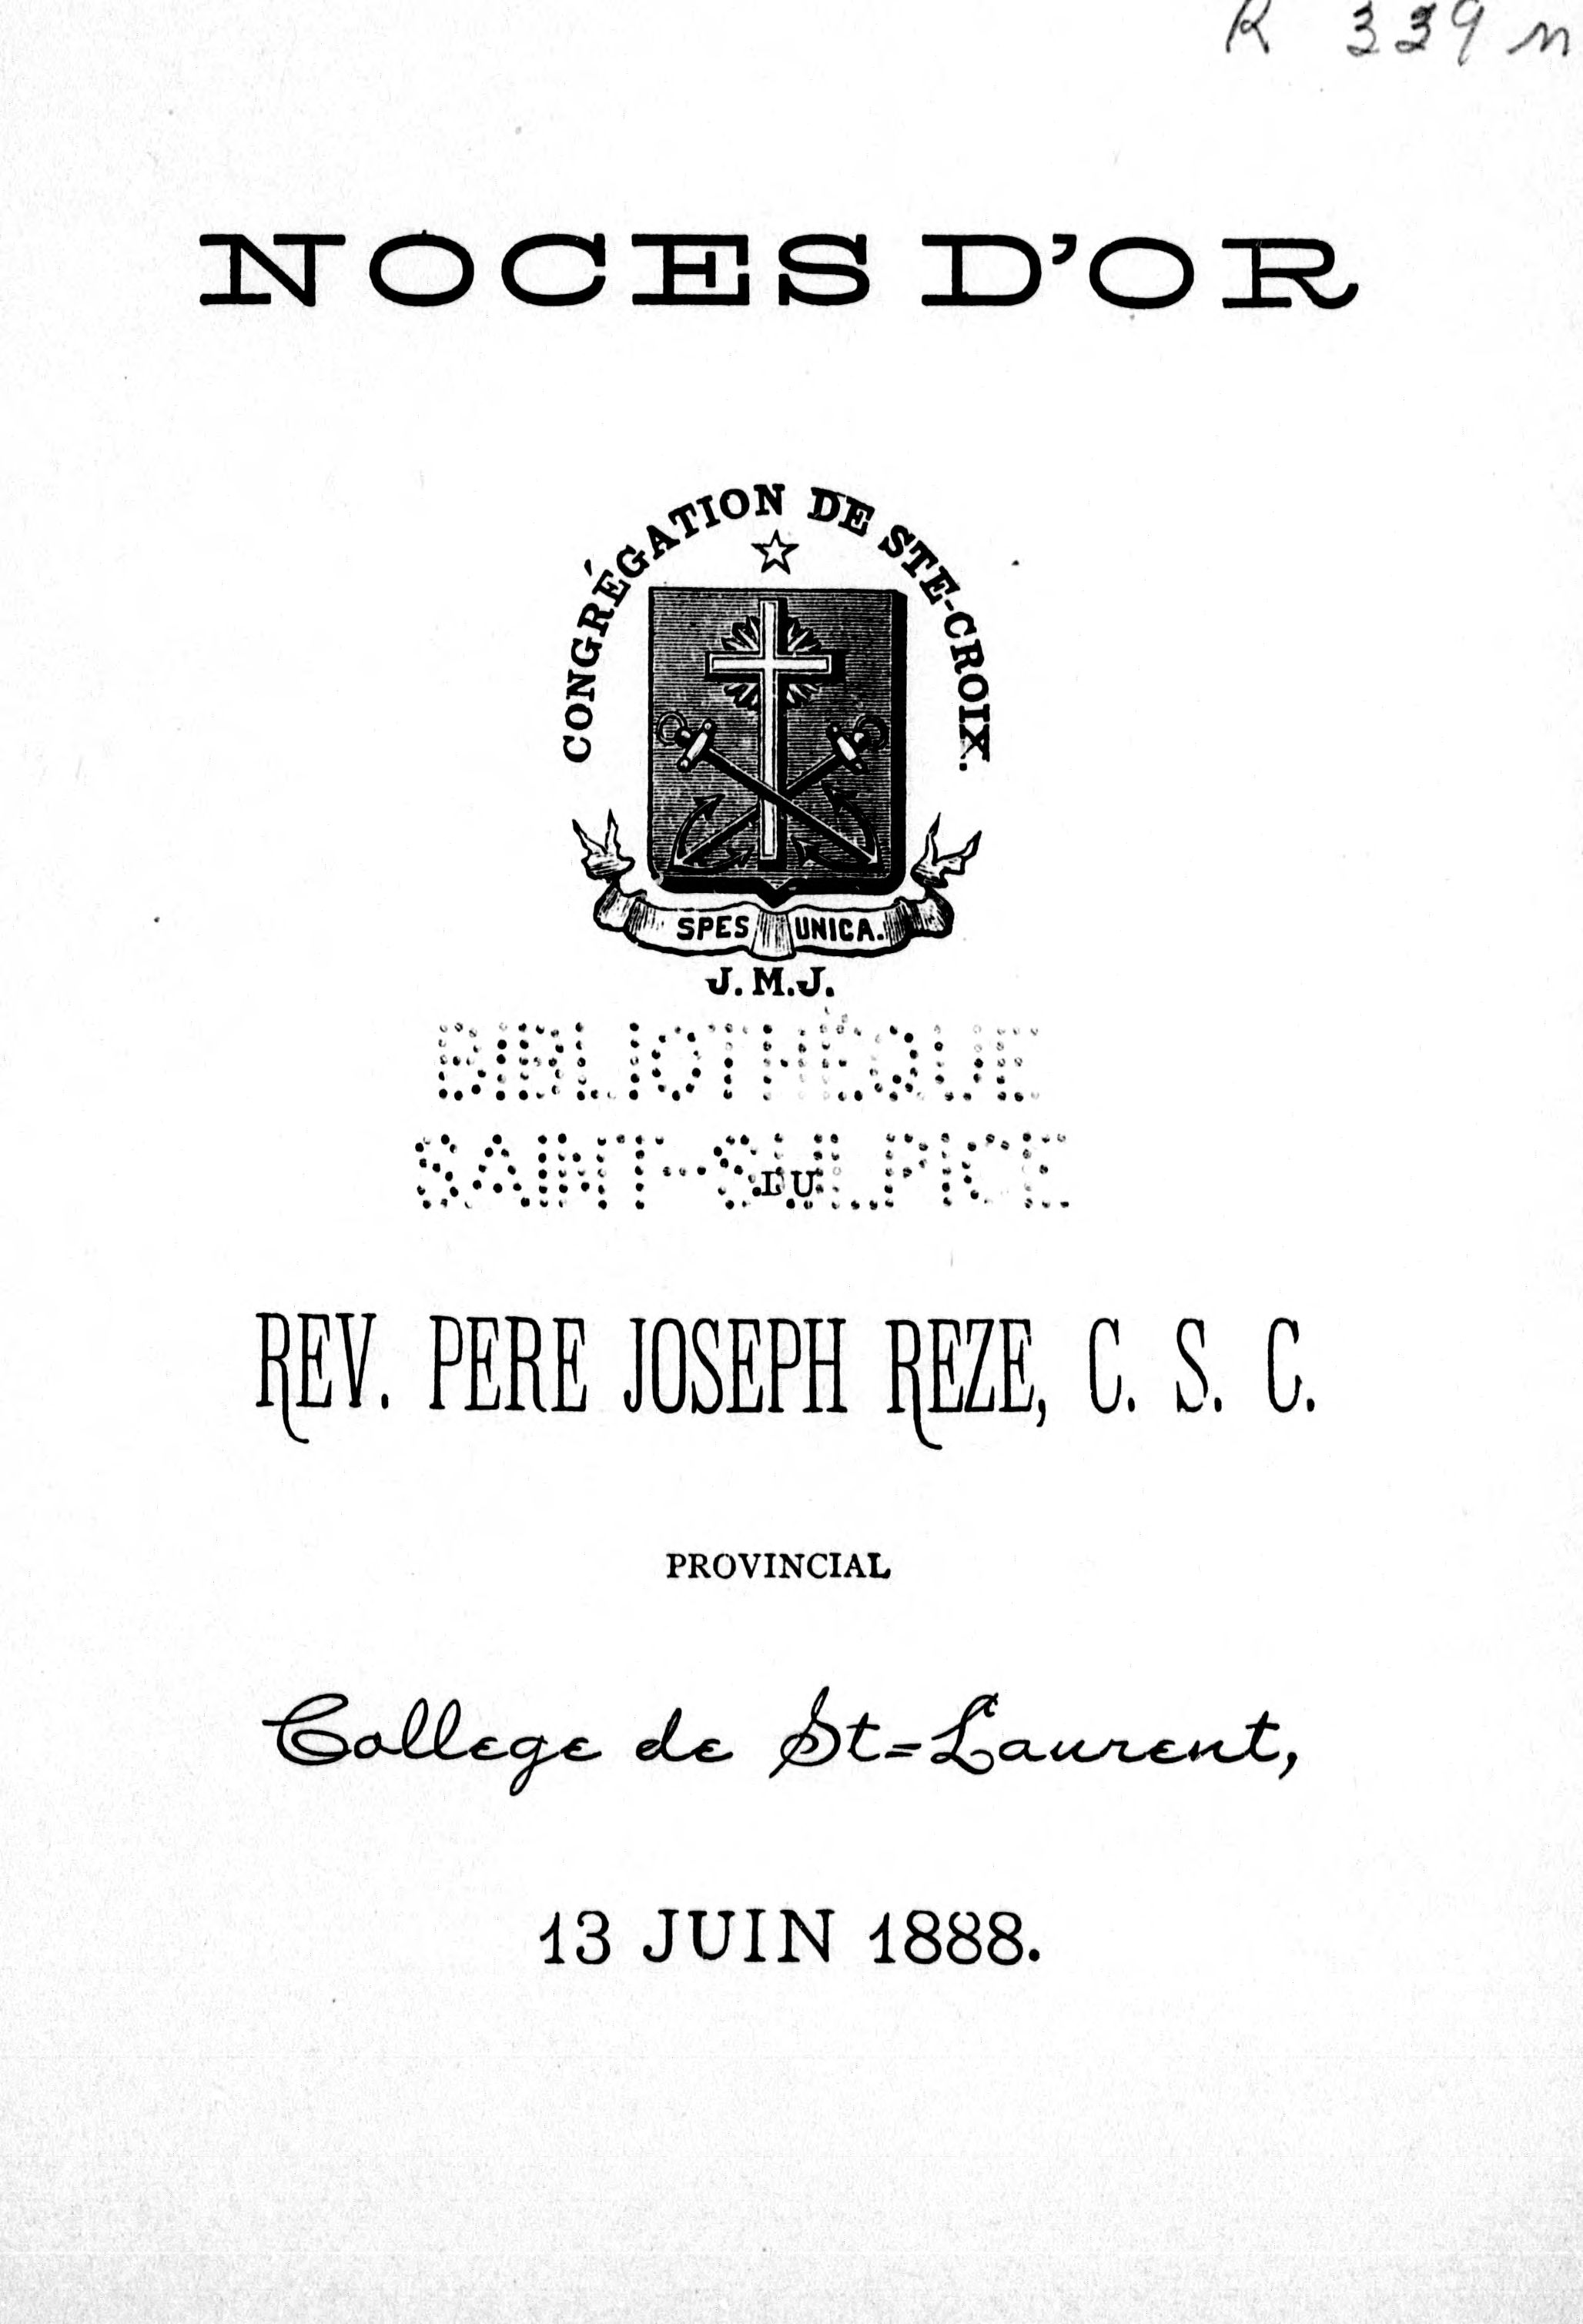 R 339 n
NOCES D'OR
CONGRÉGATION DE STE-CROIX.
SPES UNICA.
J. M. J.
BIBLIOTHÈQUE
SAINT-SULPICE
DU
REV. PERE JOSEPH REZE, C. S. C.
PROVINCIAL
College de St=Laurent,
13 JUIN 1888.